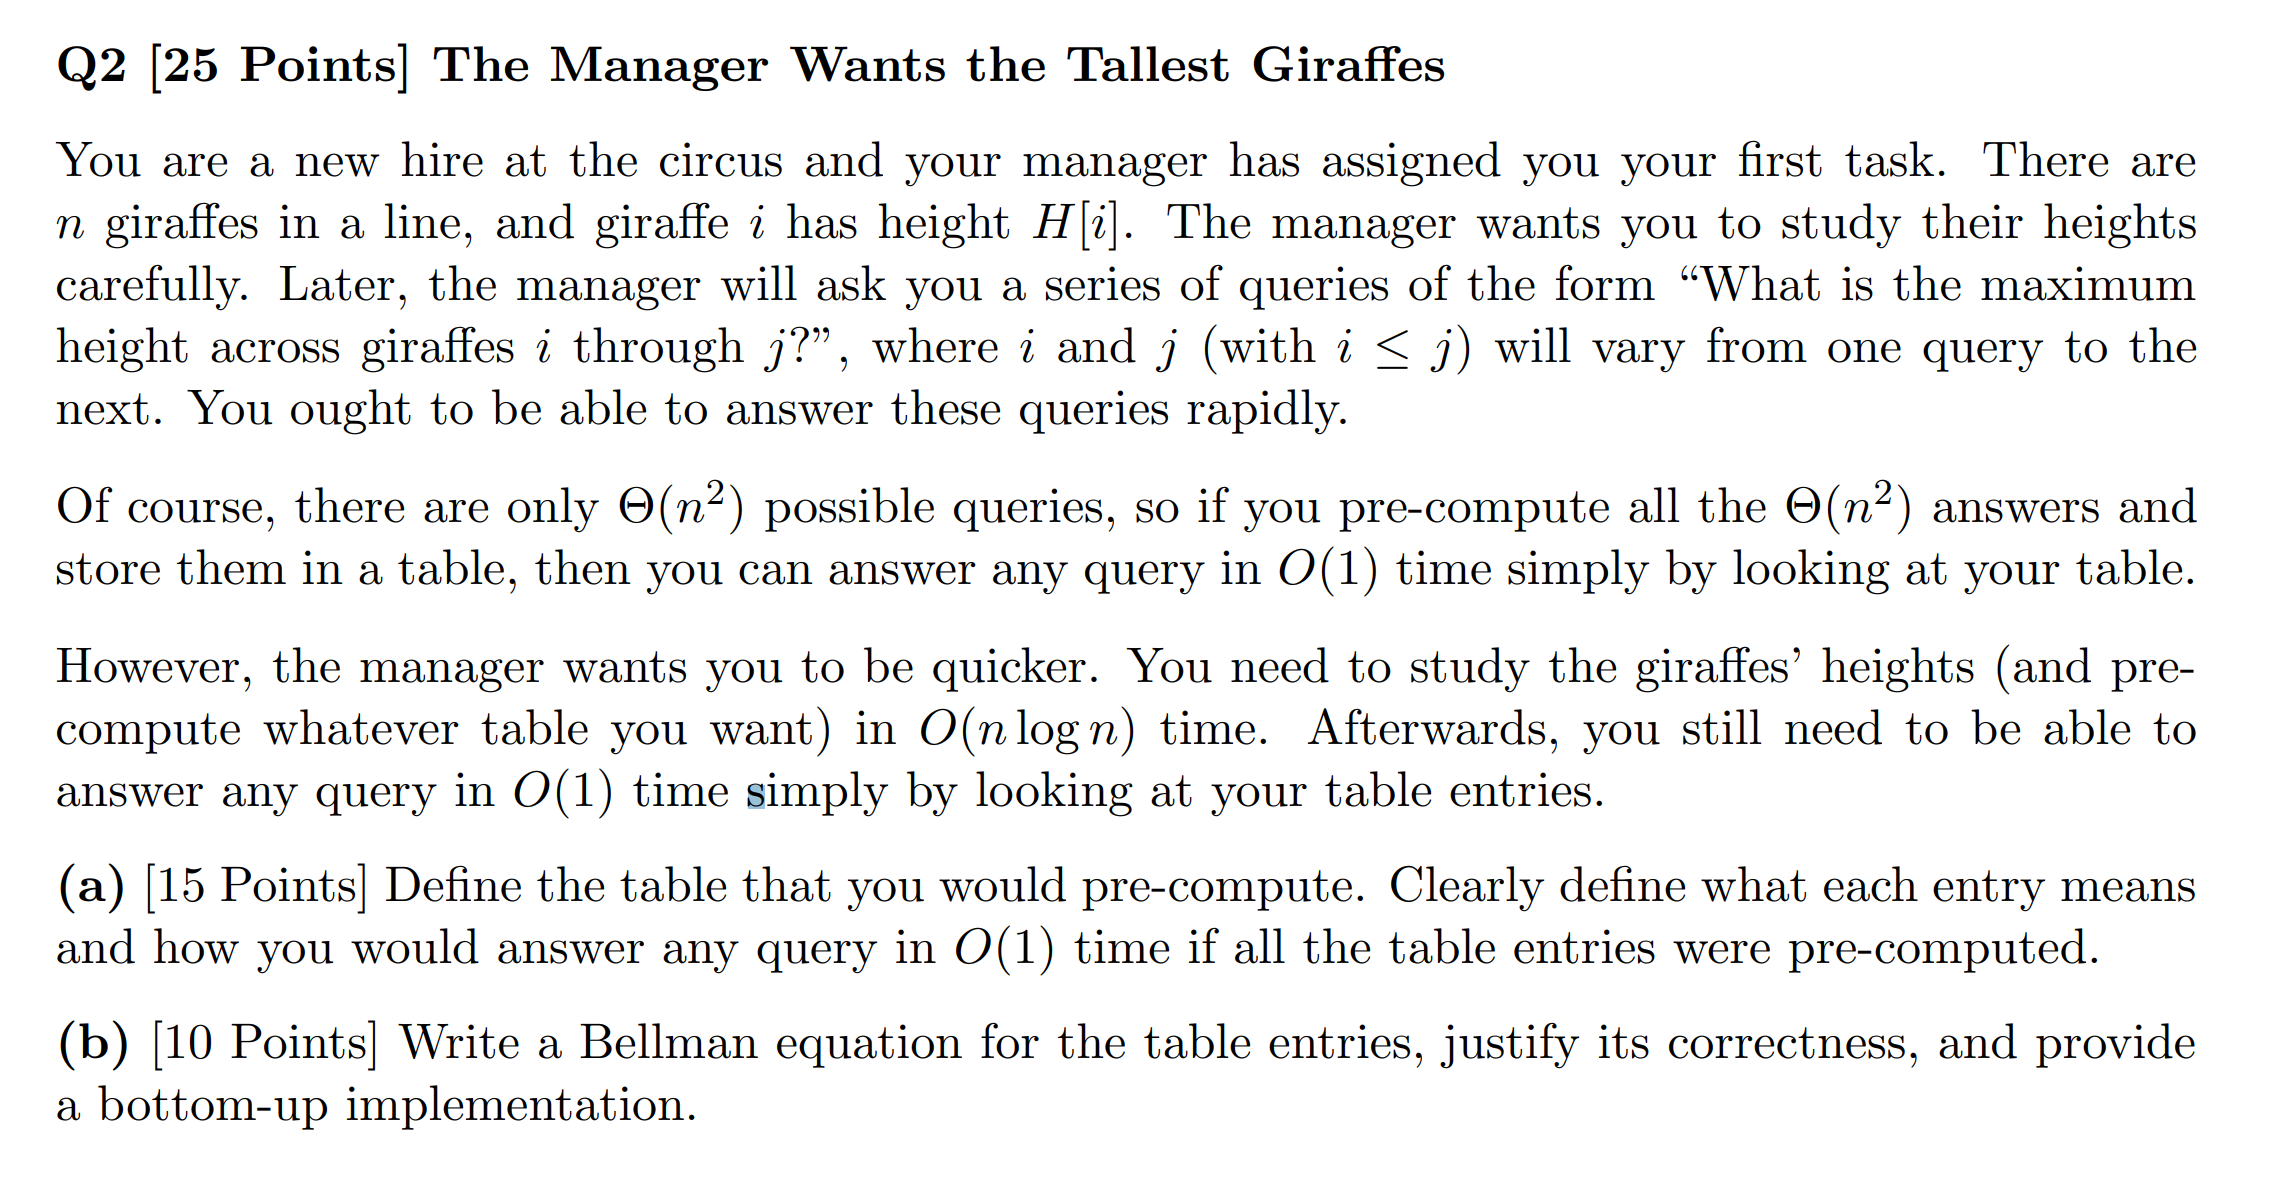 Q2 [25 Points] The Manager Wants the Tallest Giraffes
You are a new hire at the circus and your manager has assigned you your first task. There are
n giraffes in a line, and giraffe i has height H[i]. The manager wants you to study their heights
carefully. Later, the manager will ask you a series of queries of the form “What is the maximum
height across giraffes i through j?”, where i and j (with i ≤ j) will vary from one query to the
next. You ought to be able to answer these queries rapidly.
Of course, there are only Θ(n²) possible queries, so if you pre-compute all the Θ(n²) answers and
store them in a table, then you can answer any query in O(1) time simply by looking at your table.
However, the manager wants you to be quicker. You need to study the giraffes’ heights (and pre-
compute whatever table you want) in O(n log n) time. Afterwards, you still need to be able to
answer any query in O(1) time simply by looking at your table entries.
(a) [15 Points] Define the table that you would pre-compute. Clearly define what each entry means
and how you would answer any query in O(1) time if all the table entries were pre-computed.
(b) [10 Points] Write a Bellman equation for the table entries, justify its correctness, and provide
a bottom-up implementation.